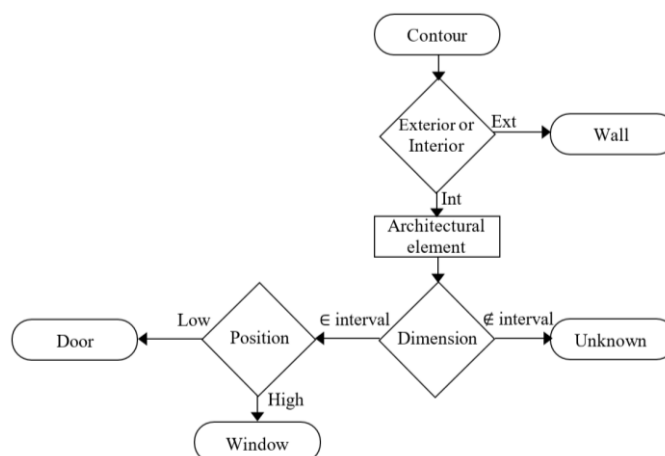 Contour
Exterior or
Interior
Ext
Wall
Int
Architectural
element
Low
Position
∈ interval
Dimension
∉ interval
Door
Unknown
High
Window